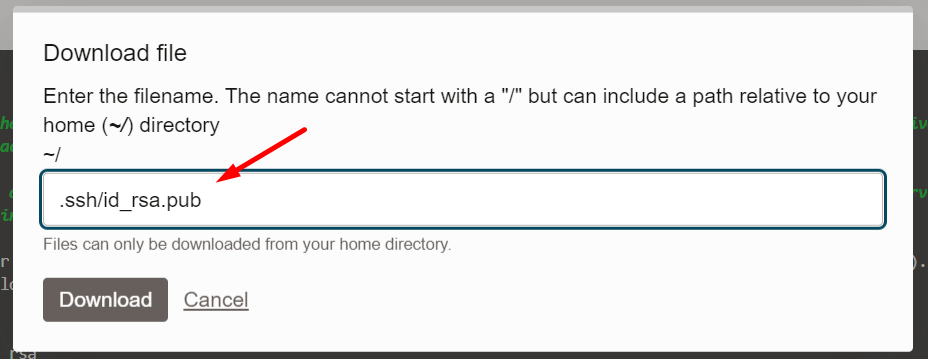 Download file
Enter the filename. The name cannot start with a "/" but can include a path relative to your
home (~/) directory
~/
.ssh/id_rsa.pub
Files can only be downloaded from your home directory.
Download Cancel
rsa